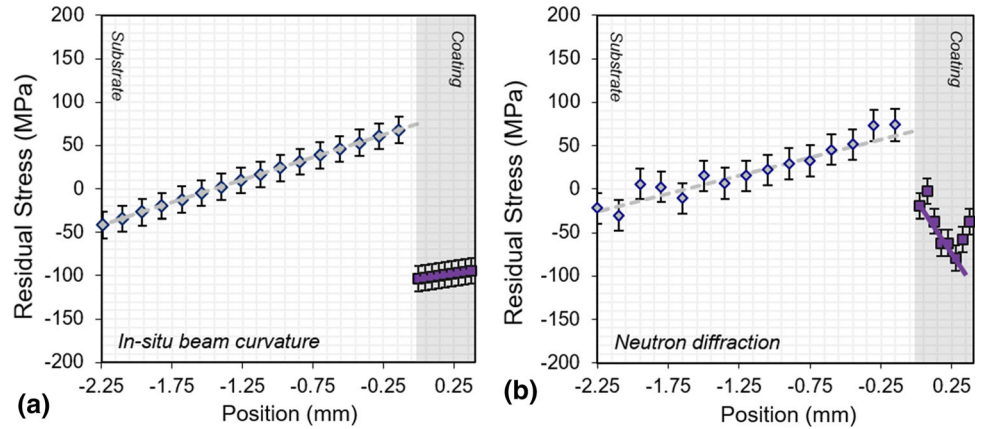 200
150
100
50
0
-50
-100
-150
-200
Residual Stress (MPa)
Substrate
Coating
In-situ beam curvature
-2.25 -1.75 -1.25 -0.75 -0.25 0.25
Position (mm)
(a)
200
150
100
50
0
-50
-100
-150
-200
Residual Stress (MPa)
Substrate
Coating
Neutron diffraction
-2.25 -1.75 -1.25 -0.75 -0.25 0.25
Position (mm)
(b)